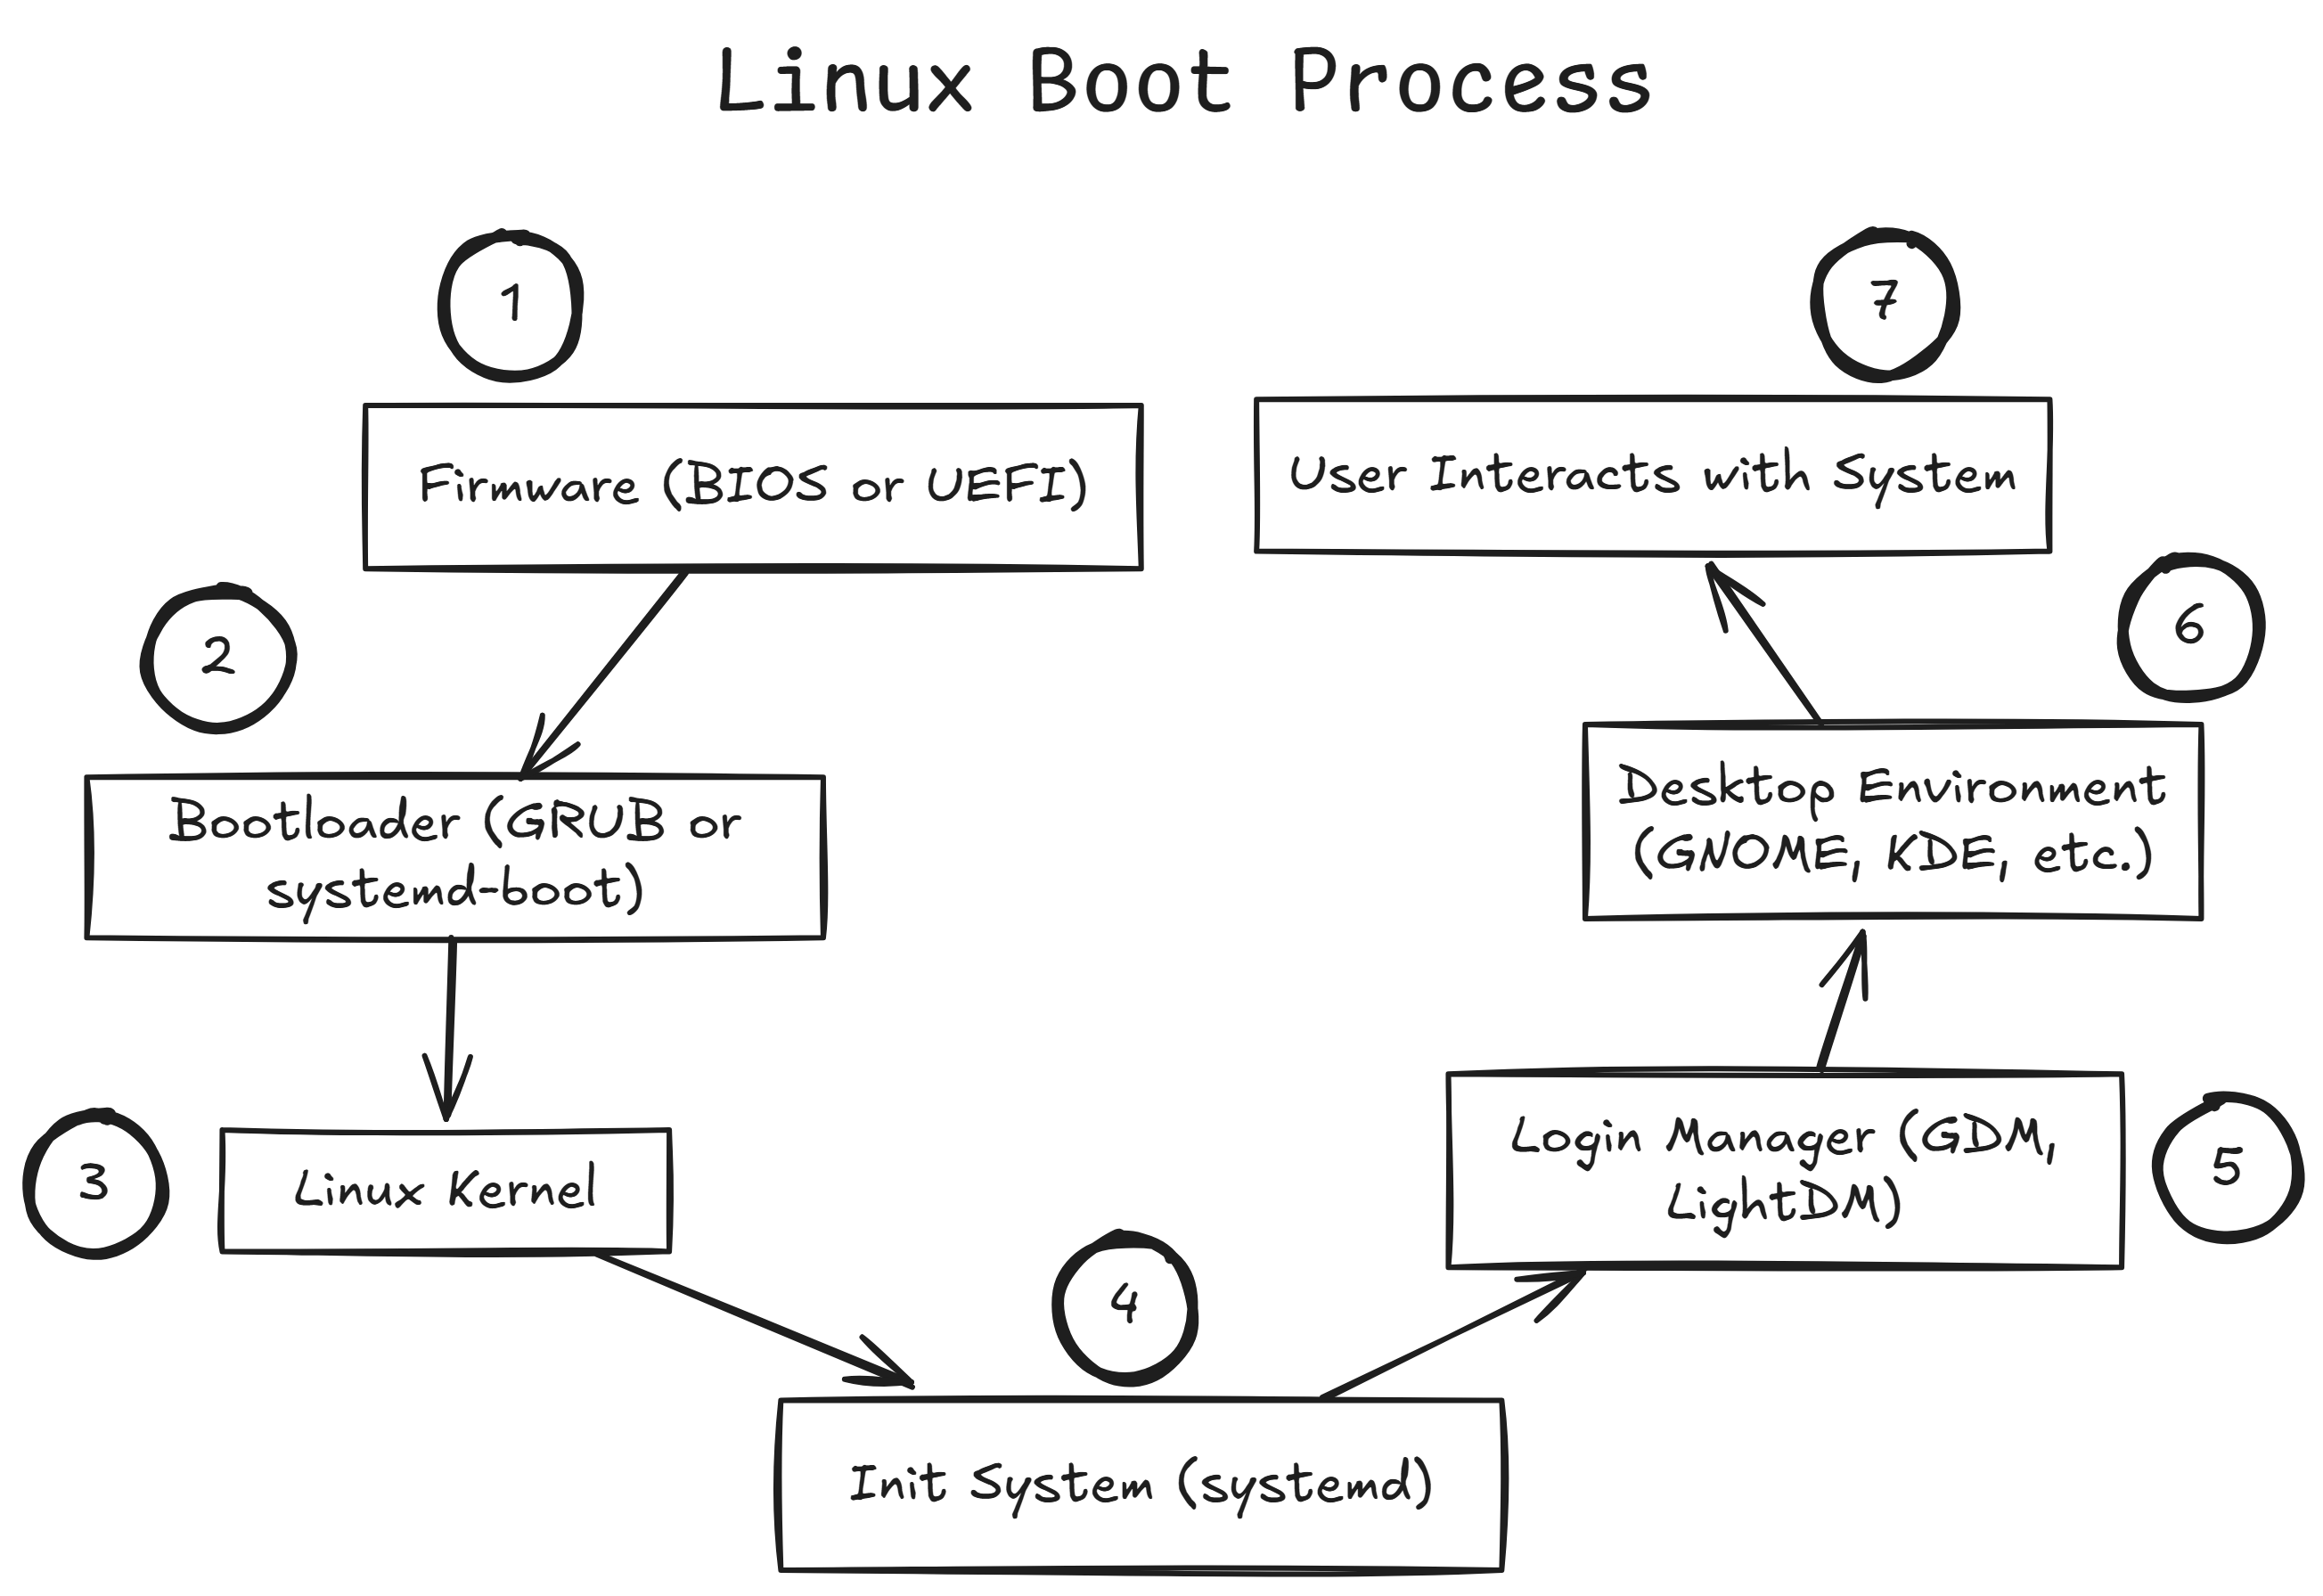 Linux Boot Process
1
Firmware (BIOS or UEFI)
2
Bootloader (GRUB or
systemd-boot)
3
Linux Kernel
4
Init System (systemd)
5
Login Manager (GDM,
LightDM)
6
Desktop Environment
(GNOME, KDE, etc.)
7
User Interacts with System